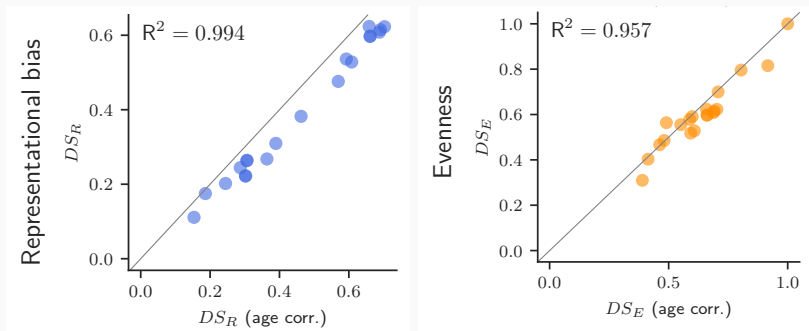 Representational bias
DS_R
R² = 0.994
0.6
0.4
0.2
0.0
0.0 0.2 0.4 0.6
DS_R (age corr.)
Evenness
DS_E
R² = 0.957
1.0
0.8
0.6
0.4
0.2
0.0
0.0 0.5 1.0
DS_E (age corr.)